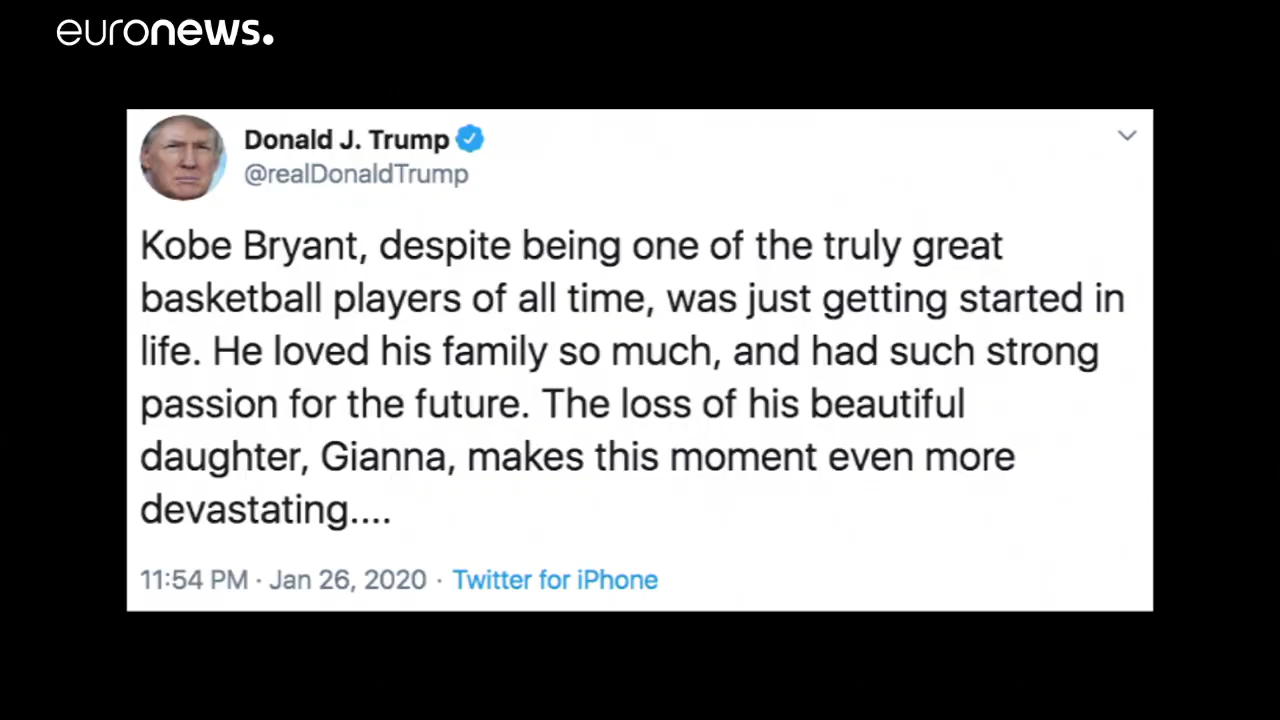 euronews.
Donald J. Trump
@realDonaldTrump
Kobe Bryant, despite being one of the truly great
basketball players of all time, was just getting started in
life. He loved his family so much, and had such strong
passion for the future. The loss of his beautiful
daughter, Gianna, makes this moment even more
devastating....
11:54 PM · Jan 26, 2020 · Twitter for iPhone